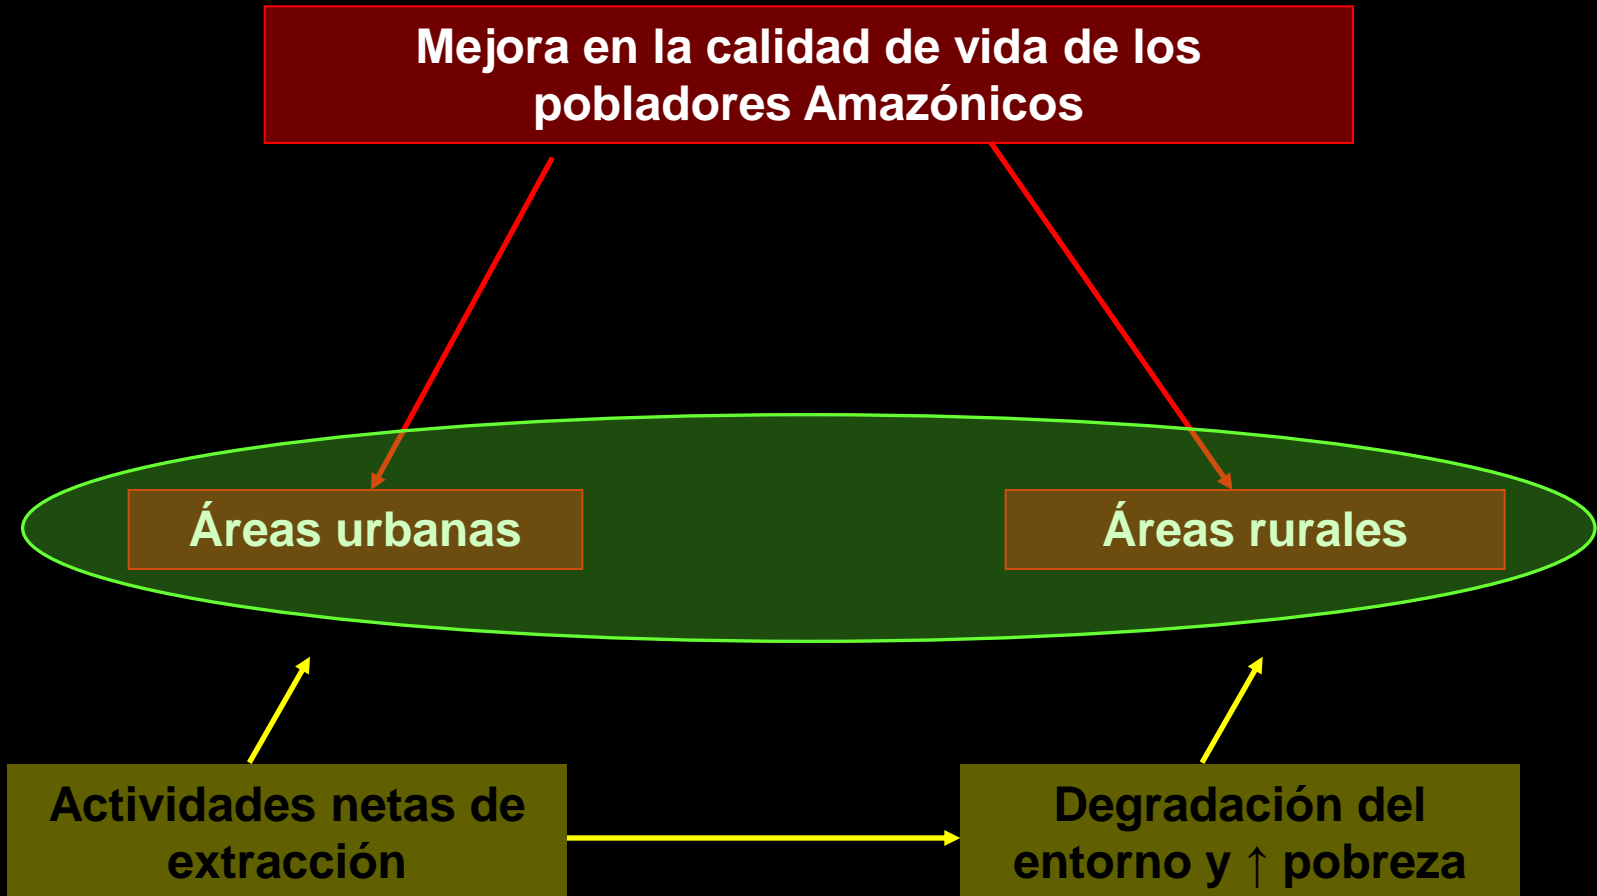 Mejora en la calidad de vida de los
pobladores Amazónicos
Áreas urbanas
Áreas rurales
Actividades netas de
extracción
Degradación del
entorno y ↑ pobreza